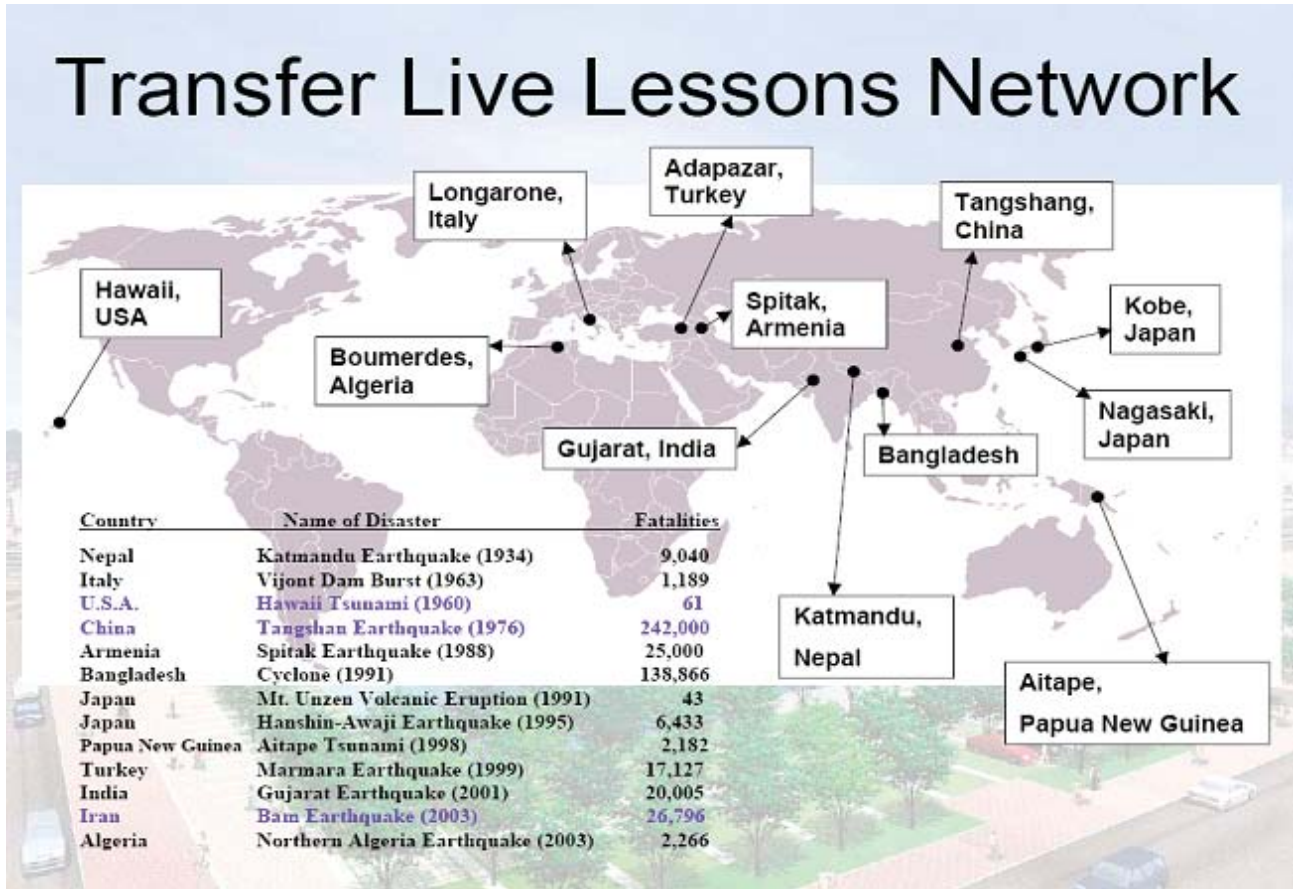 Transfer Live Lessons Network
Longarone,
Italy
Adapazar,
Turkey
Tangshang,
China
Hawaii,
USA
Spitak,
Armenia
Kobe,
Japan
Boumerdes,
Algeria
Nagasaki,
Japan
Gujarat, India
Bangladesh
Katmandu,
Nepal
Aitape,
Papua New Guinea
Country Name of Disaster Fatalities
Nepal Katmandu Earthquake (1934) 9,040
Italy Vijont Dam Burst (1963) 1,189
U.S.A. Hawaii Tsunami (1960) 61
China Tangshan Earthquake (1976) 242,000
Armenia Spitak Earthquake (1988) 25,000
Bangladesh Cyclone (1991) 138,866
Japan Mt. Unzen Volcanic Eruption (1991) 43
Japan Hanshin-Awaji Earthquake (1995) 6,433
Papua New Guinea Aitape Tsunami (1998) 2,182
Turkey Marmara Earthquake (1999) 17,127
India Gujarat Earthquake (2001) 20,005
Iran Bam Earthquake (2003) 26,796
Algeria Northern Algeria Earthquake (2003) 2,266